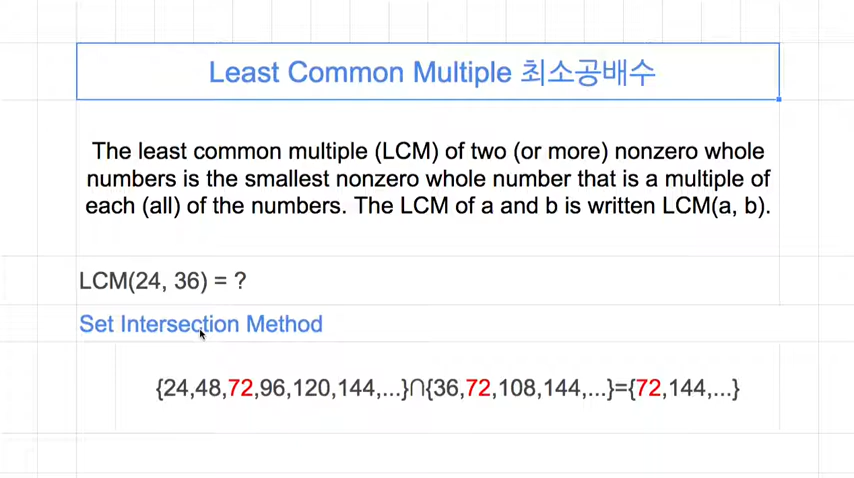 Least Common Multiple 최소공배수
The least common multiple (LCM) of two (or more) nonzero whole
numbers is the smallest nonzero whole number that is a multiple of
each (all) of the numbers. The LCM of a and b is written LCM(a, b).
LCM(24, 36) = ?
Set Intersection Method
{24,48,72,96,120,144,...}∩{36,72,108,144,...}={72,144,...}